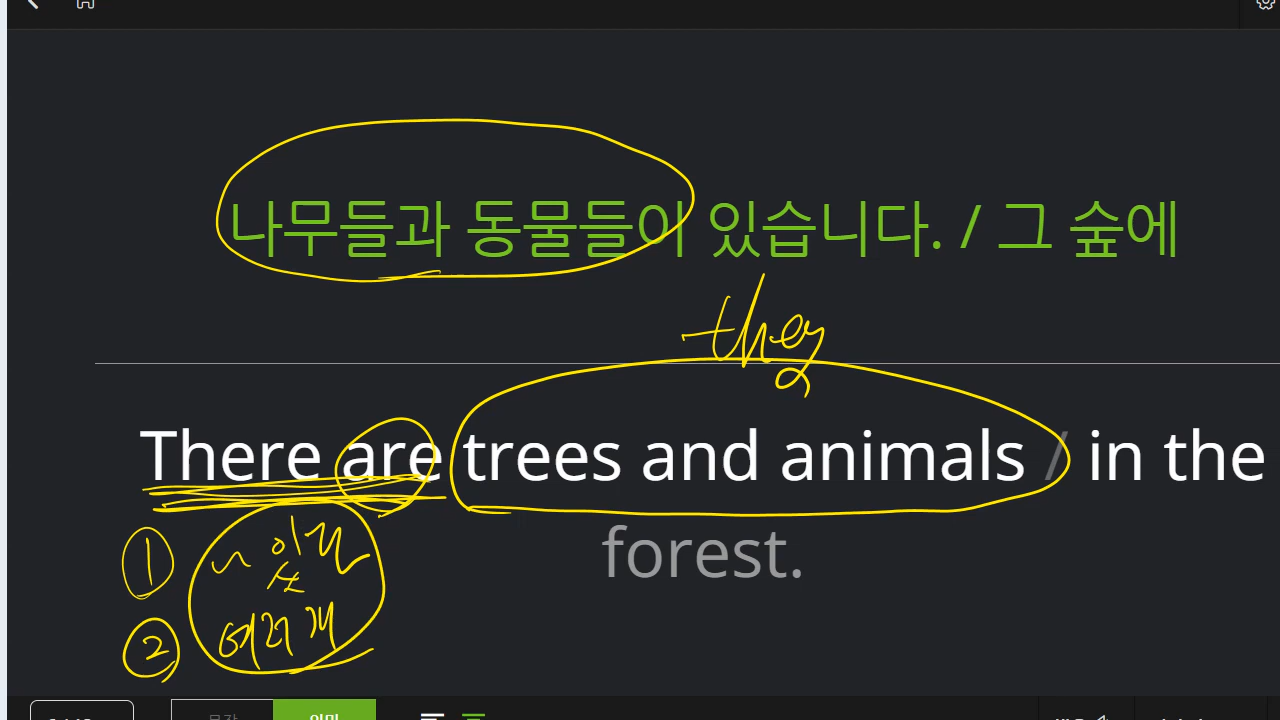 나무들과 동물들이 있습니다. / 그 숲에
they
There are trees and animals / in the
forest.
1 ~ 있다
2 여러개